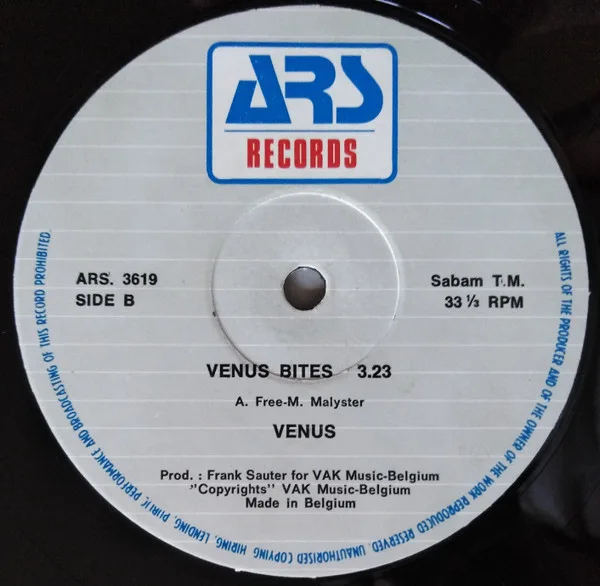 ARS
RECORDS
ARS. 3619
SIDE B
Sabam T.M.
33 ⅓ RPM
VENUS BITES 3.23
A. Free-M. Malyster
VENUS
Prod. : Frank Sauter for VAK Music-Belgium
"Copyrights" VAK Music-Belgium
Made in Belgium
ALL RIGHTS OF THE PRODUCER AND OF THE OWNER OF THE WORK REPRODUCED RESERVED. UNAUTHORISED COPYING HIRING, LENDING, PUBLIC PERFORMANCE AND BROADCASTING OF THIS RECORD PROHIBITED.